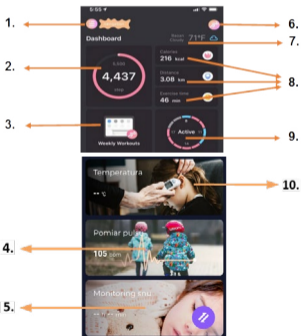 5:55
1.
6.
Dashboard
71°F
7.
2.
Calories
216 kcal
4,437
Distance
3.08 km
8.
Exercise time
46 min
3.
Weekly Workouts
Active
9.
Temperatura
-- °C
10.
Pomiar pulsu
4.
105 bpm
Monitoring snu
5.